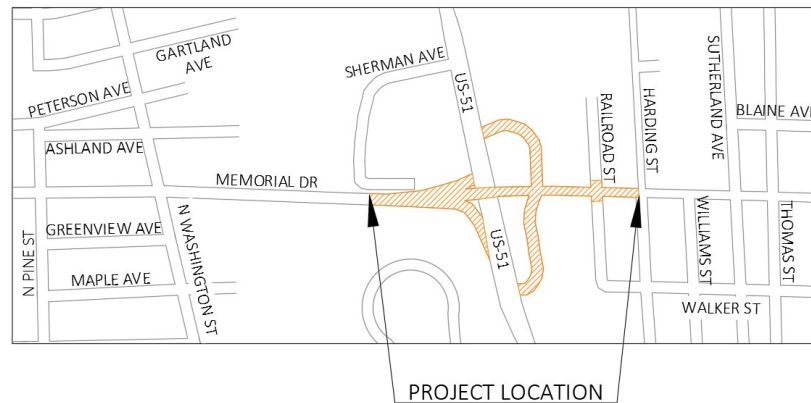 GARTLAND
AVE
PETERSON AVE
ASHLAND AVE
MEMORIAL DR
GREENVIEW AVE
MAPLE AVE
N PINE ST
N WASHINGTON ST
SHERMAN AVE
US-51
US-51
RAILROAD ST
HARDING ST
SUTHERLAND AVE
BLAINE AVE
WILLIAMS ST
THOMAS ST
WALKER ST
PROJECT LOCATION